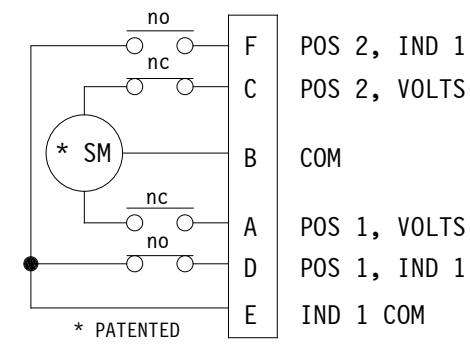 no
F POS 2, IND 1
nc
C POS 2, VOLTS
* SM
B COM
nc
A POS 1, VOLTS
no
D POS 1, IND 1
E IND 1 COM
* PATENTED